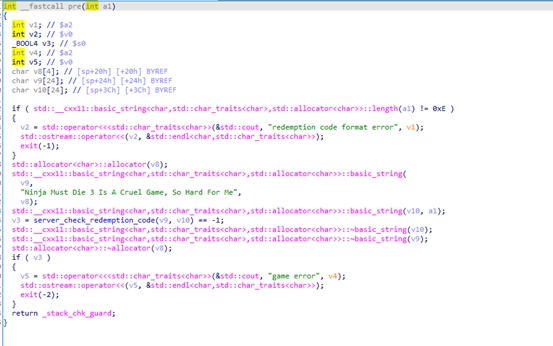 int __fastcall pre(int a1)
{
int v1; // $a2
int v2; // $v0
_BOOL4 v3; // $s0
int v4; // $a2
int v5; // $v0
char v8[4]; // [sp+20h] [+20h] BYREF
char v9[24]; // [sp+24h] [+24h] BYREF
char v10[24]; // [sp+3Ch] [+3Ch] BYREF
if ( std::__cxx11::basic_string<char,std::char_traits<char>,std::allocator<char>>::length(a1) != 0xE )
{
v2 = std::operator<<<std::char_traits<char>>(&std::cout, "redemption code format error", v1);
std::ostream::operator<<(v2, &std::endl<char,std::char_traits<char>>);
exit(-1);
}
std::allocator<char>::allocator(v8);
std::__cxx11::basic_string<char,std::char_traits<char>,std::allocator<char>>::basic_string(
v9,
"Ninja Must Die 3 Is A Cruel Game, So Hard For Me",
v8);
std::__cxx11::basic_string<char,std::char_traits<char>,std::allocator<char>>::basic_string(v10, a1);
v3 = server_check_redemption_code(v9, v10) == -1;
std::__cxx11::basic_string<char,std::char_traits<char>,std::allocator<char>>::~basic_string(v10);
std::__cxx11::basic_string<char,std::char_traits<char>,std::allocator<char>>::~basic_string(v9);
std::allocator<char>::~allocator(v8);
if ( v3 )
{
v5 = std::operator<<<std::char_traits<char>>(&std::cout, "game error", v4);
std::ostream::operator<<(v5, &std::endl<char,std::char_traits<char>>);
exit(-2);
}
return _stack_chk_guard;
}